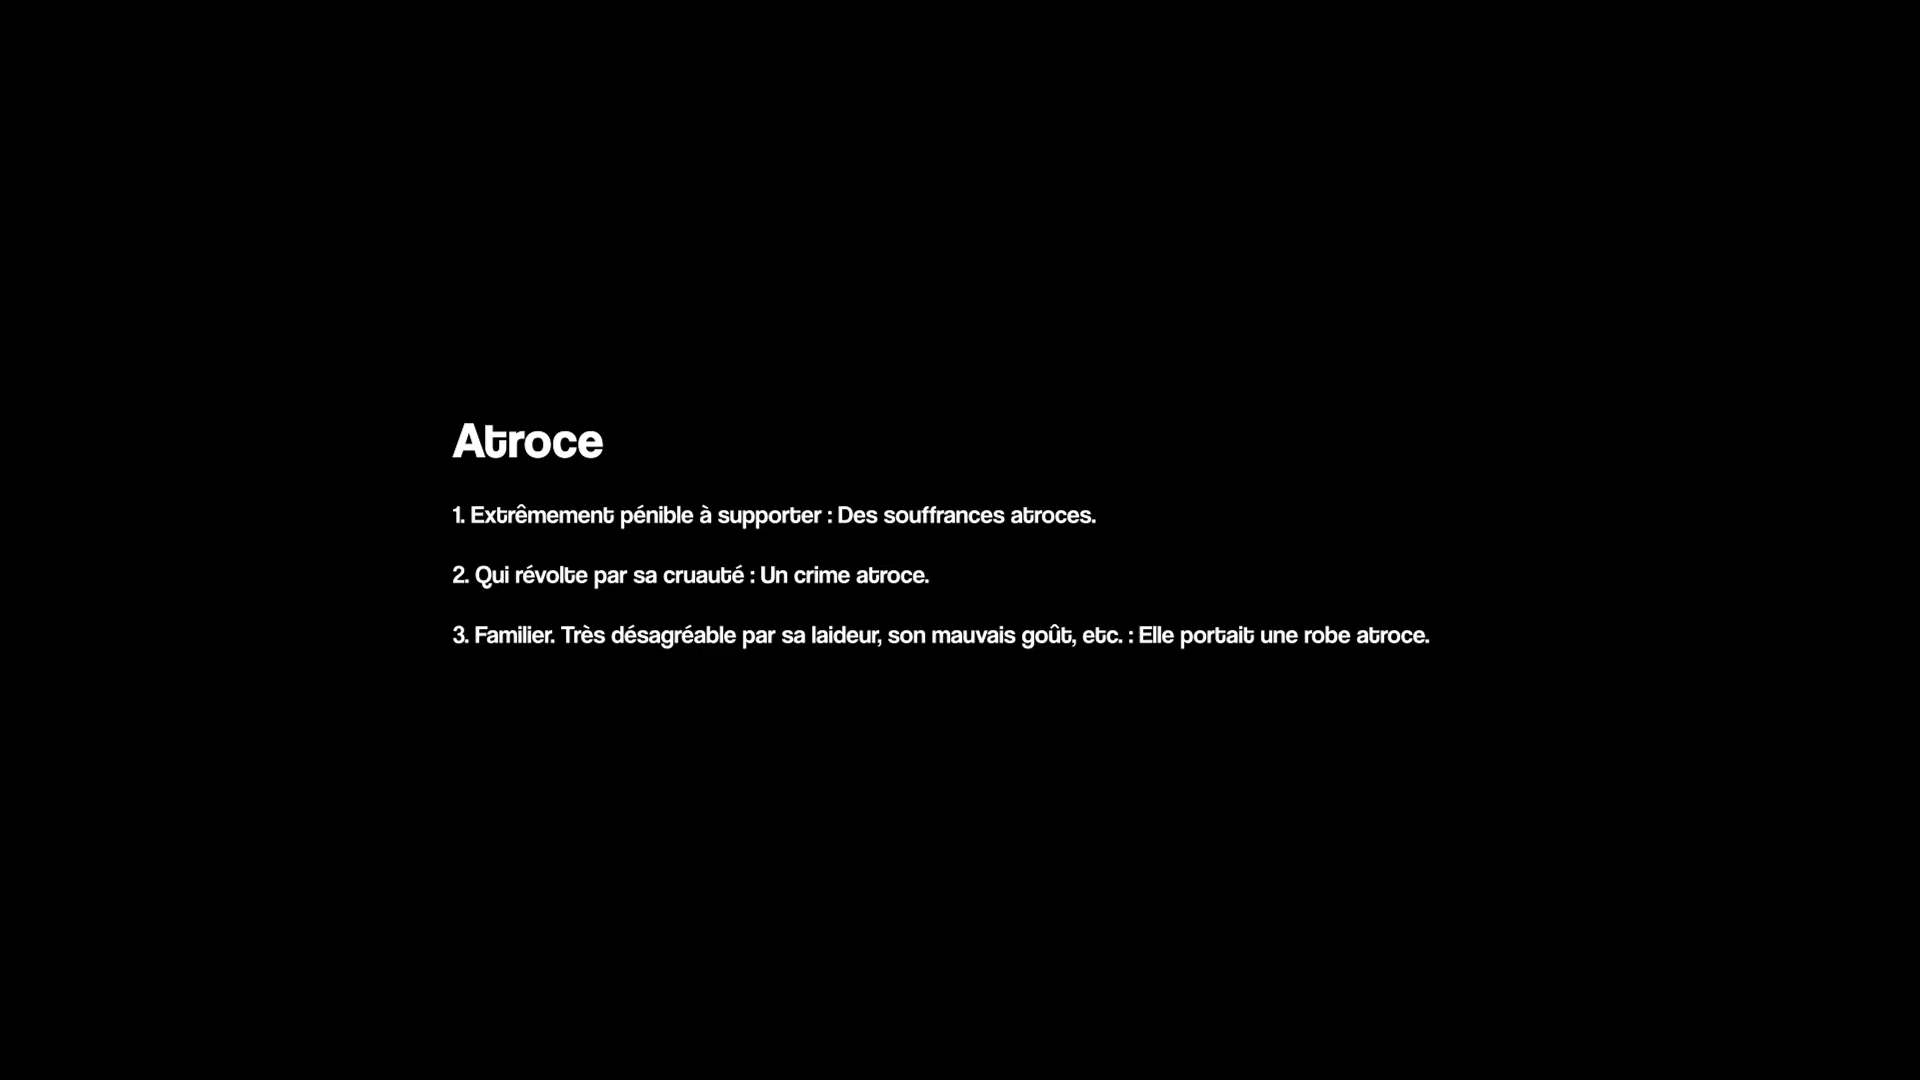 Atroce
1. Extrêmement pénible à supporter : Des souffrances atroces.
2. Qui révolte par sa cruauté : Un crime atroce.
3. Familier. Très désagréable par sa laideur, son mauvais goût, etc. : Elle portait une robe atroce.